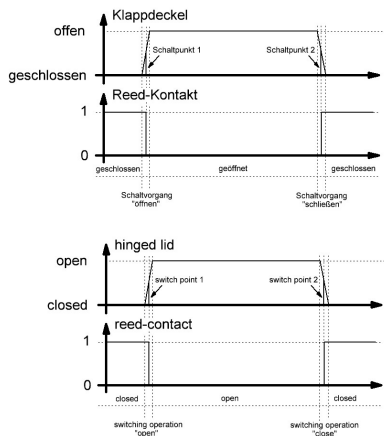 Klappdeckel
offen
Schaltpunkt 1
Schaltpunkt 2
geschlossen
Reed-Kontakt
1
0
geschlossen
geöffnet
geschlossen
Schaltvorgang
"öffnen"
Schaltvorgang
"schließen"
hinged lid
open
switch point 1
switch point 2
closed
reed-contact
1
0
closed
open
closed
switching operation
"open"
switching operation
"close"